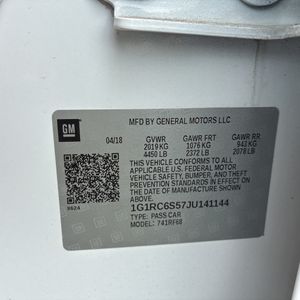 GM
MFD BY GENERAL MOTORS LLC
04/18 GVWR GAWR FRT GAWR RR
2019 KG 1076 KG 943 KG
4450 LB 2372 LB 2078 LB
THIS VEHICLE CONFORMS TO ALL
APPLICABLE U.S. FEDERAL MOTOR
VEHICLE SAFETY, BUMPER, AND THEFT
PREVENTION STANDARDS IN EFFECT ON
THE DATE OF MANUFACTURE SHOWN ABOVE.
1G1RC6S57JU141144
TYPE: PASS CAR
MODEL: 741RF68